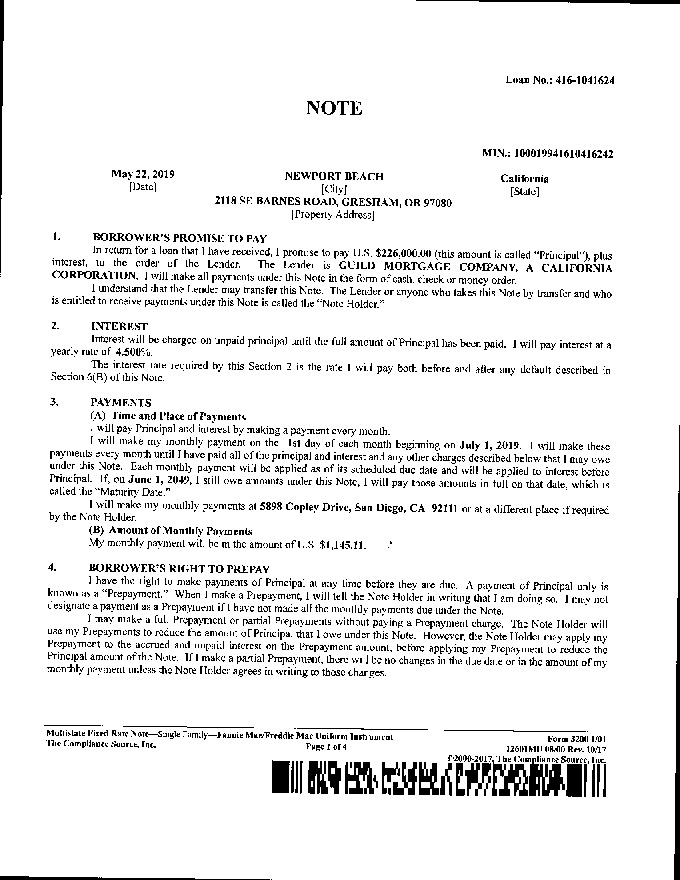 Loan No.: 416-1041624
NOTE
MIN.: 100019941610416242
May 22, 2019 NEWPORT BEACH California
[Date] [City] [State]
2118 SE BARNES ROAD, GRESHAM, OR 97080
[Property Address]
1. BORROWER'S PROMISE TO PAY
In return for a loan that I have received, I promise to pay U.S. $226,000.00 (this amount is called "Principal"), plus
interest, to the order of the Lender. The Lender is GUILD MORTGAGE COMPANY, A CALIFORNIA
CORPORATION. I will make all payments under this Note in the form of cash, check or money order.
I understand that the Lender may transfer this Note. The Lender or anyone who takes this Note by transfer and who
is entitled to receive payments under this Note is called the "Note Holder."
2. INTEREST
Interest will be charged on unpaid principal until the full amount of Principal has been paid. I will pay interest at a
yearly rate of 4.500%.
The interest rate required by this Section 2 is the rate I will pay both before and after any default described in
Section 6(B) of this Note.
3. PAYMENTS
(A) Time and Place of Payments
. will pay Principal and interest by making a payment every month.
I will make my monthly payment on the 1st day of each month beginning on July 1, 2019. I will make these
payments every month until I have paid all of the principal and interest and any other charges described below that I may owe
under this Note. Each monthly payment will be applied as of its scheduled due date and will be applied to interest before
Principal. If, on June 1, 2049, I still owe amounts under this Note, I will pay those amounts in full on that date, which is
called the "Maturity Date."
I will make my monthly payments at 5898 Copley Drive, San Diego, CA 92111 or at a different place if required
by the Note Holder.
(B) Amount of Monthly Payments
My monthly payment will be in the amount of U.S. $1,145.11.
4. BORROWER'S RIGHT TO PREPAY
I have the right to make payments of Principal at any time before they are due. A payment of Principal only is
known as a "Prepayment." When I make a Prepayment, I will tell the Note Holder in writing that I am doing so. I may not
designate a payment as a Prepayment if I have not made all the monthly payments due under the Note.
I may make a full Prepayment or partial Prepayments without paying a Prepayment charge. The Note Holder will
use my Prepayments to reduce the amount of Principal that I owe under this Note. However, the Note Holder may apply my
Prepayment to the accrued and unpaid interest on the Prepayment amount, before applying my Prepayment to reduce the
Principal amount of the Note. If I make a partial Prepayment, there will be no changes in the due date or in the amount of my
monthly payment unless the Note Holder agrees in writing to those changes.
Multistate Fixed Rate Note—Single Family—Fannie Mae/Freddie Mac Uniform Instrument Form 3200 1/01
The Compliance Source, Inc. Page 1 of 4 12601MU 08/00 Rev. 10/17
©2000-2017, The Compliance Source, Inc.